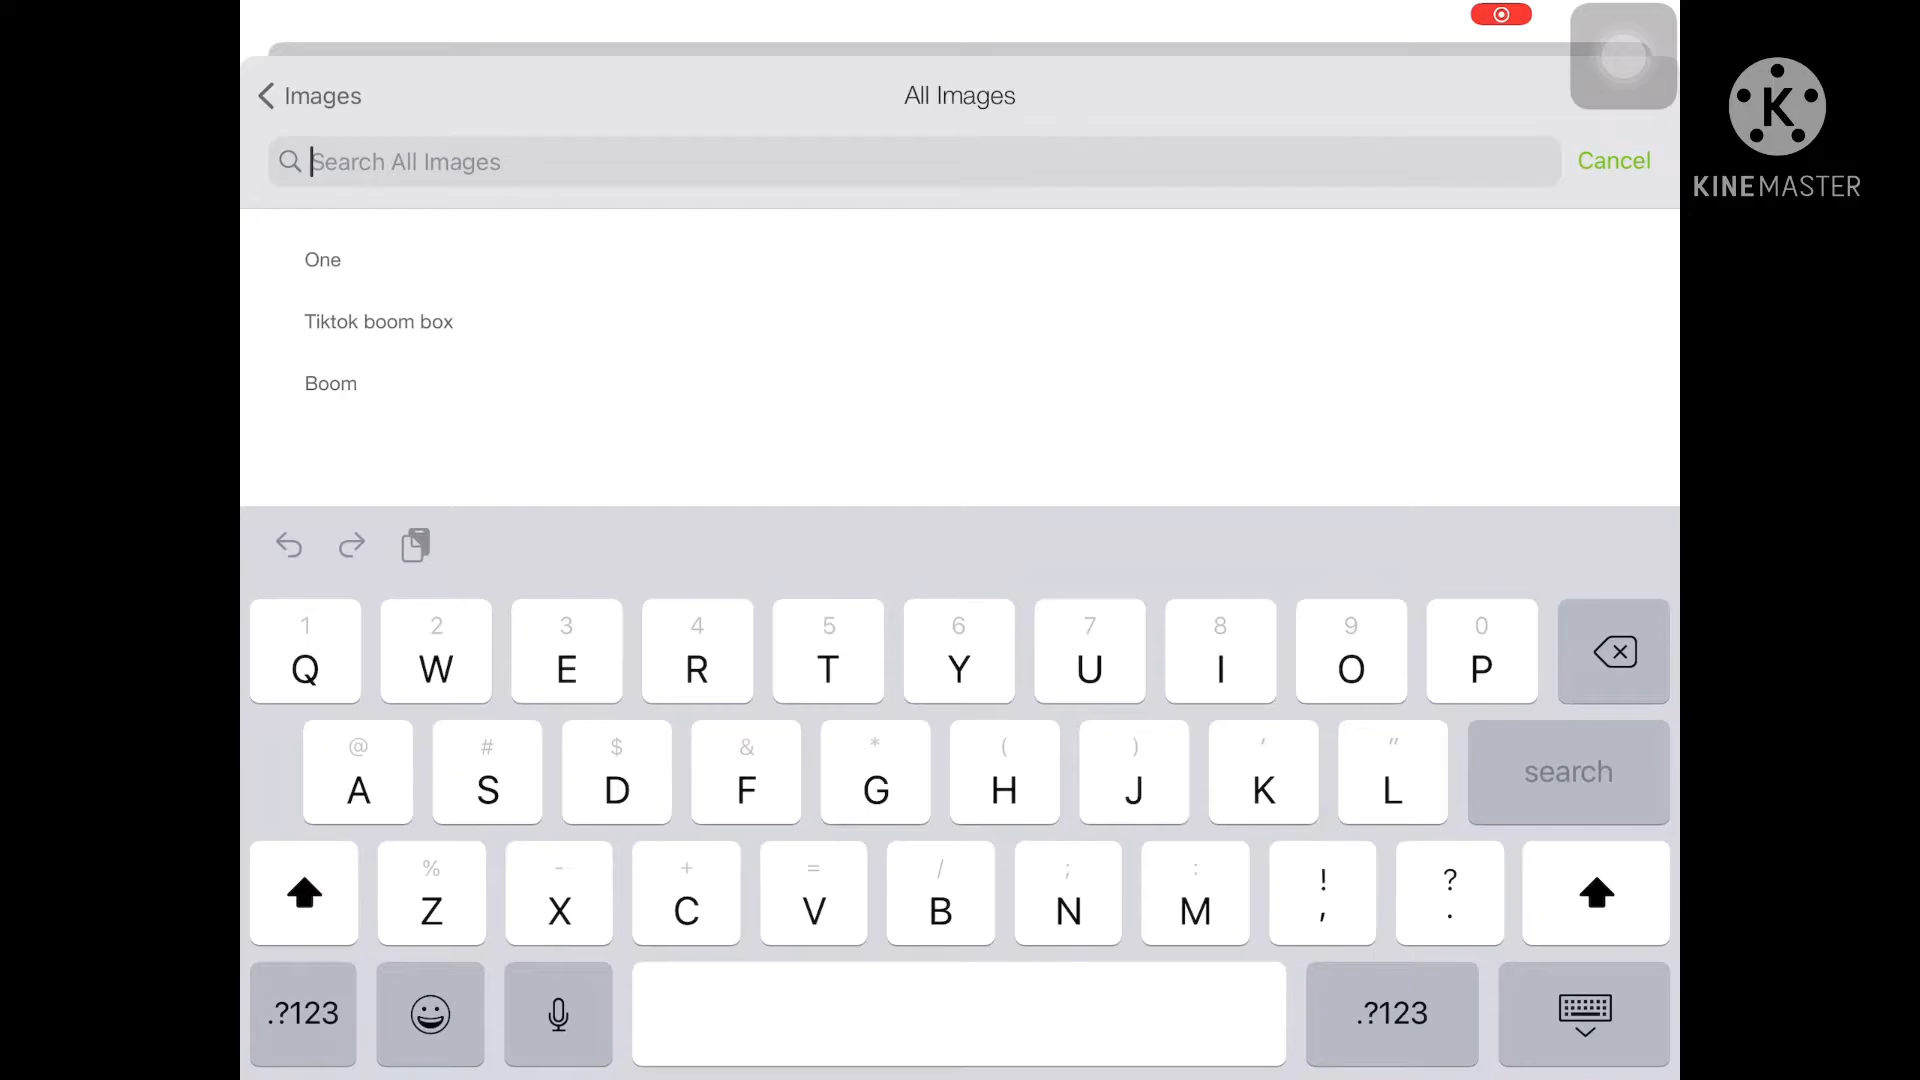 Images
All Images
Search All Images
Cancel
KINEMASTER
One
Tiktok boom box
Boom
1 2 3 4 5 6 7 8 9 0
Q W E R T Y U I O P
@ # $ & * ( ) ' "
A S D F G H J K L search
% - + = / ; : ! ?
Z X C V B N M , .
.?123 .?123